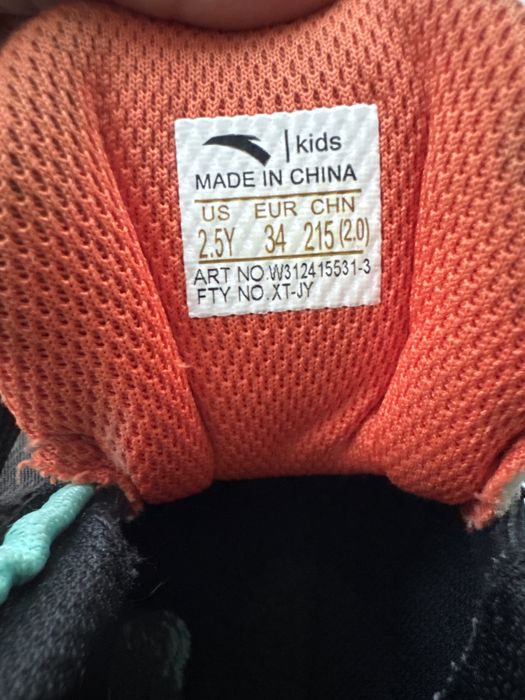 kids
MADE IN CHINA
US EUR CHN
2.5Y 34 215(2.0)
ART NO.W312415531-3
FTY NO.XT-JY